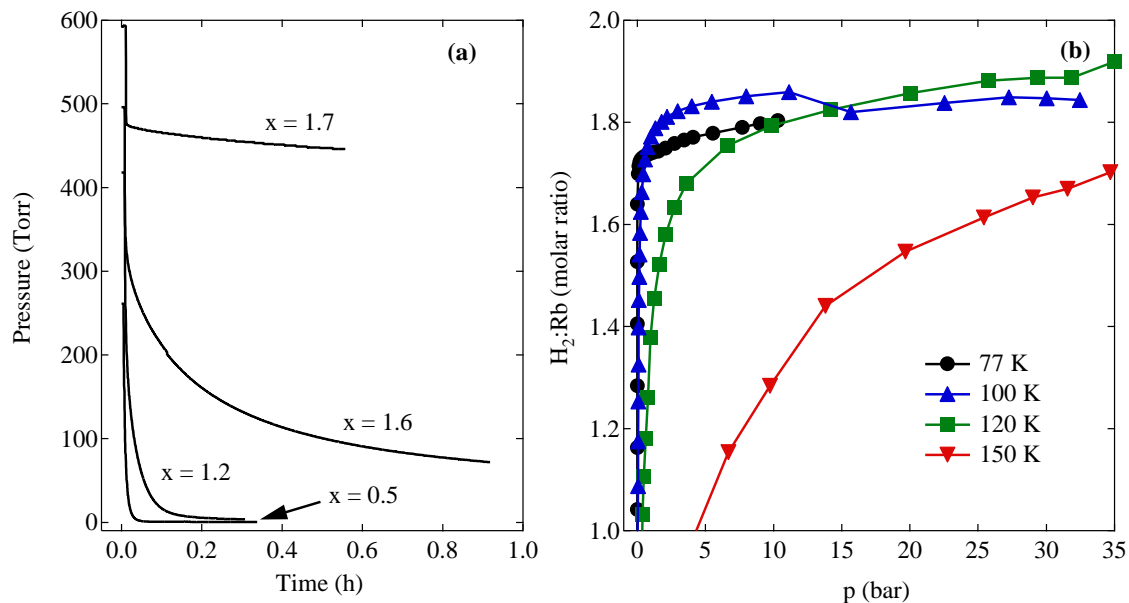 (a)
600
500
400
300
200
100
0
Pressure (Torr)
x = 1.7
x = 1.6
x = 1.2
x = 0.5
0.0 0.2 0.4 0.6 0.8 1.0
Time (h)
(b)
2.0
1.8
1.6
1.4
1.2
1.0
H2:Rb (molar ratio)
77 K
100 K
120 K
150 K
0 5 10 15 20 25 30 35
p (bar)